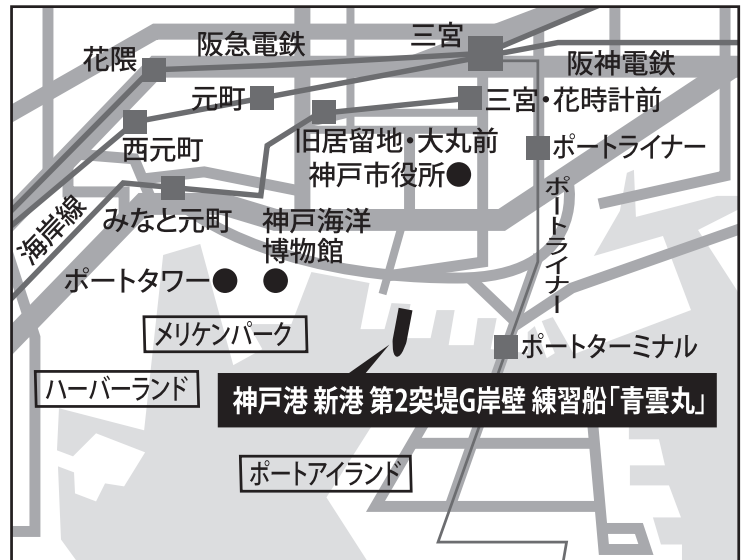 三宮
阪急電鉄
花隈
阪神電鉄
元町
三宮・花時計前
西元町
旧居留地・大丸前
ポートライナー
神戸市役所
ポートライナー
海岸線
みなと元町
神戸海洋
博物館
ポートタワー
メリケンパーク
ポートターミナル
ハーバーランド
神戸港 新港 第2突堤G岸壁 練習船「青雲丸」
ポートアイランド